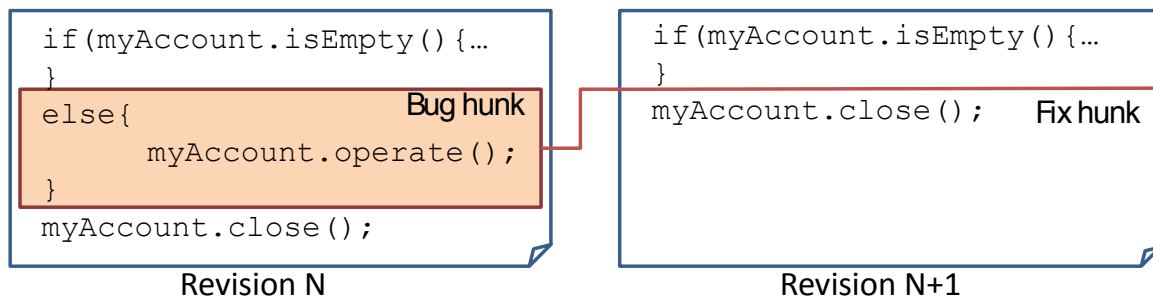 if(myAccount.isEmpty(){…
}
else{
Bug hunk
myAccount.operate();
}
myAccount.close();
Revision N
if(myAccount.isEmpty(){…
}
myAccount.close();
Fix hunk
Revision N+1